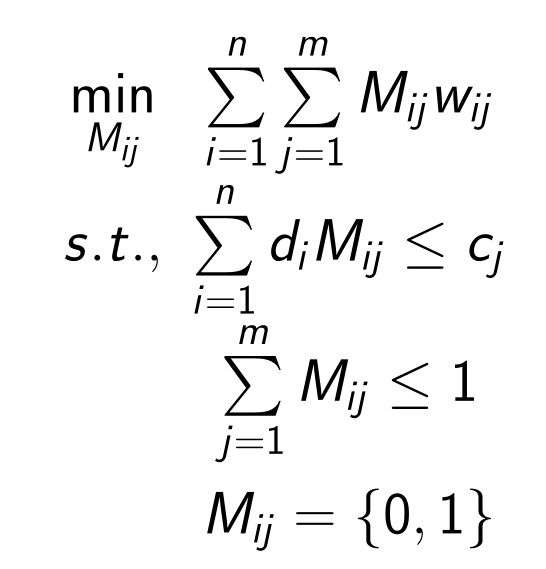 \min_{M_{ij}} \sum_{i=1}^{n} \sum_{j=1}^{m} M_{ij} w_{ij}
s.t., \sum_{i=1}^{n} d_i M_{ij} \leq c_j
\sum_{j=1}^{m} M_{ij} \leq 1
M_{ij} = \{0, 1\}